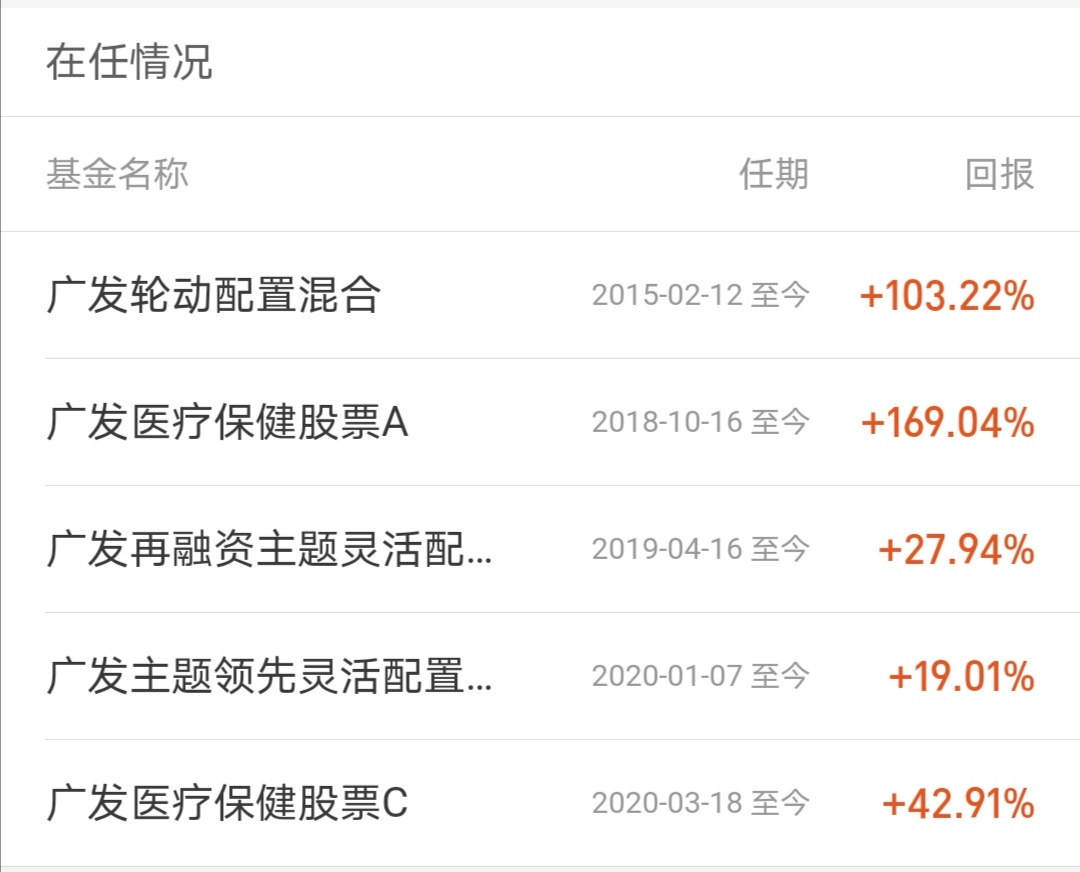 在任情况
基金名称 任期 回报
广发轮动配置混合 2015-02-12 至今 +103.22%
广发医疗保健股票A 2018-10-16 至今 +169.04%
广发再融资主题灵活配... 2019-04-16 至今 +27.94%
广发主题领先灵活配置... 2020-01-07 至今 +19.01%
广发医疗保健股票C 2020-03-18 至今 +42.91%